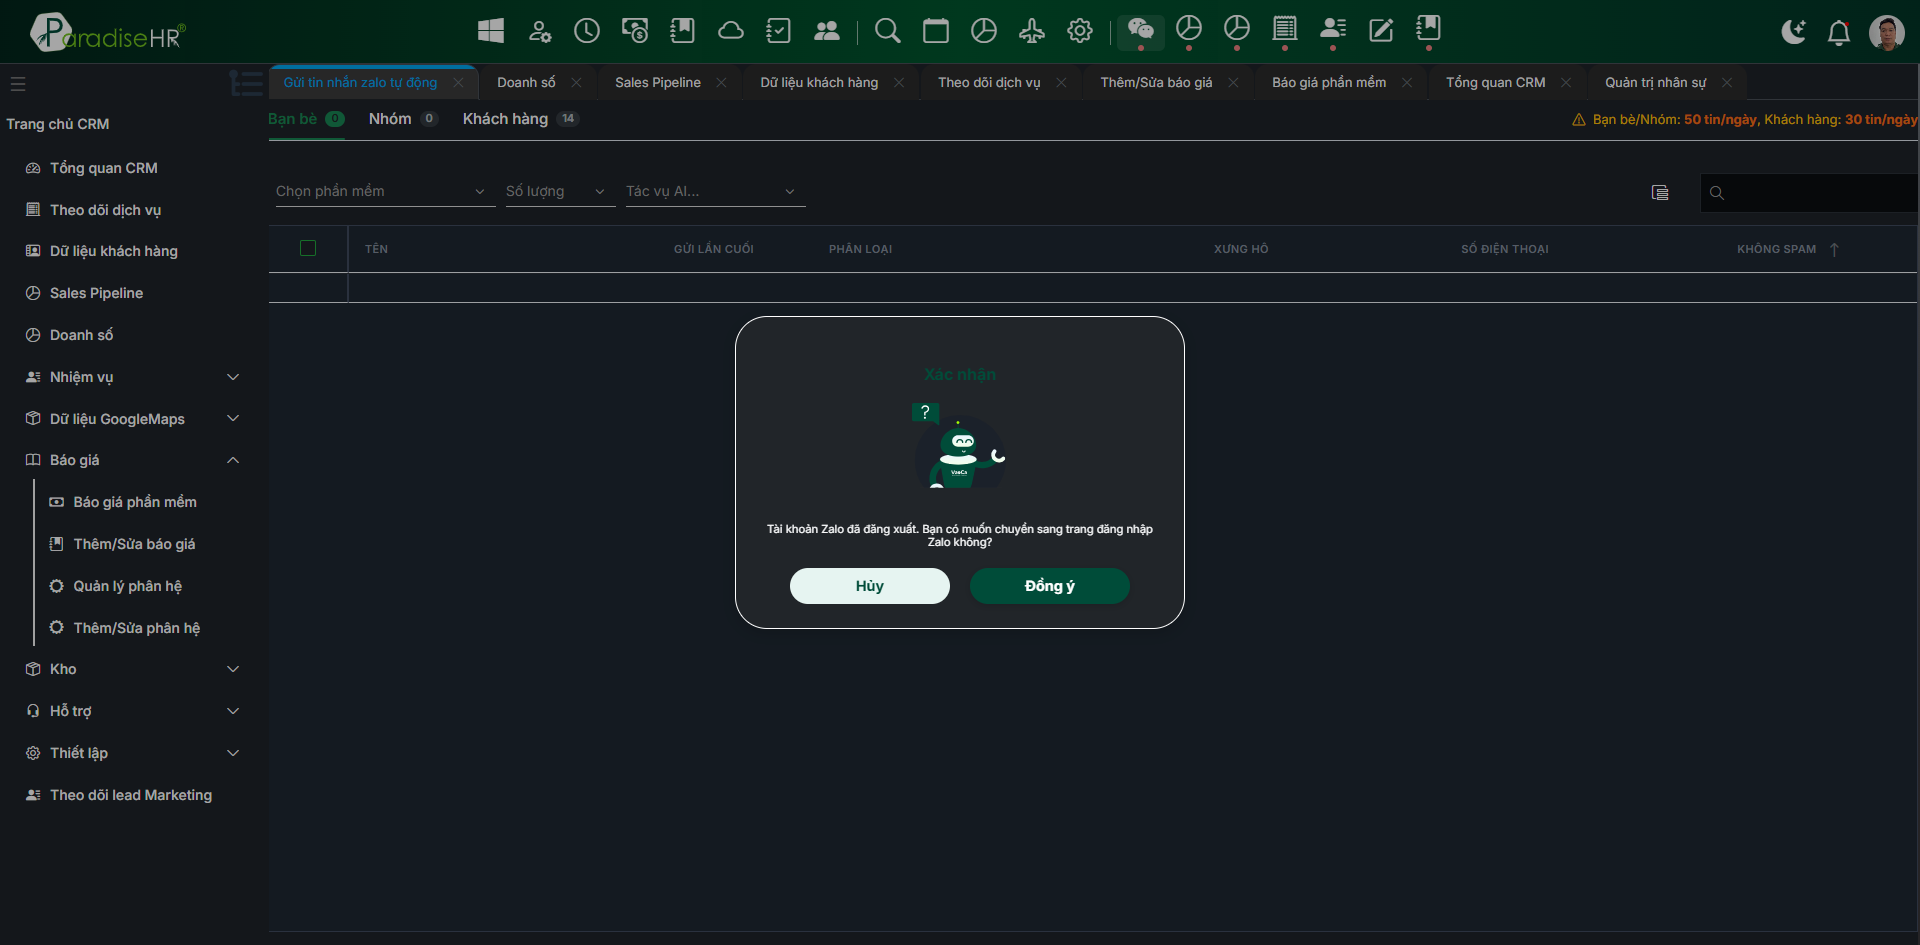 ParadiseHR®
Gửi tin nhắn zalo tự động
Doanh số
Sales Pipeline
Dữ liệu khách hàng
Theo dõi dịch vụ
Thêm/Sửa báo giá
Báo giá phần mềm
Tổng quan CRM
Quản trị nhân sự
Trang chủ CRM
Tổng quan CRM
Theo dõi dịch vụ
Dữ liệu khách hàng
Sales Pipeline
Doanh số
Nhiệm vụ
Dữ liệu GoogleMaps
Báo giá
Báo giá phần mềm
Thêm/Sửa báo giá
Quản lý phân hệ
Thêm/Sửa phân hệ
Kho
Hỗ trợ
Thiết lập
Theo dõi lead Marketing
Bạn bè 0
Nhóm 0
Khách hàng 14
Bạn bè/Nhóm: 50 tin/ngày, Khách hàng: 30 tin/ngày
Chọn phần mềm
Số lượng
Tác vụ AI...
TÊN
GỬI LẦN CUỐI
PHÂN LOẠI
XƯNG HÔ
SỐ ĐIỆN THOẠI
KHÔNG SPAM
Xác nhận
?
VseCa
Tài khoản Zalo đã đăng xuất. Bạn có muốn chuyển sang trang đăng nhập
Zalo không?
Hủy
Đồng ý